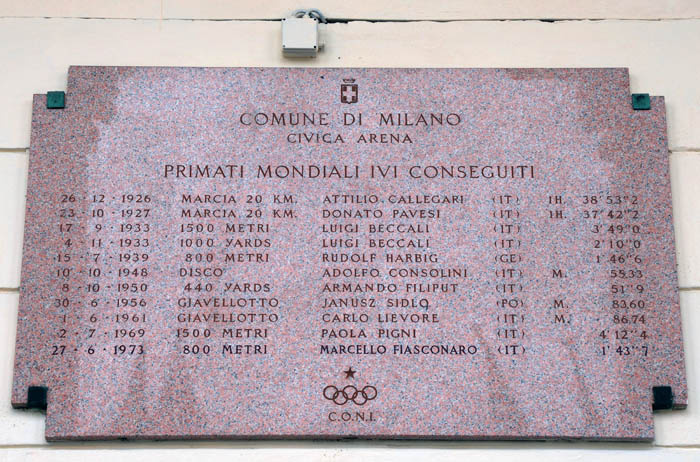 COMUNE DI MILANO
CIVICA ARENA
PRIMATI MONDIALI IVI CONSEGUITI
26 · 12 · 1926 MARCIA 20 KM. ATTILIO CALLEGARI (IT) 1H. 38'53"2
23 · 10 · 1927 MARCIA 20 KM. DONATO PAVESI (IT) 1H. 37'42"2
17 · 9 · 1933 1500 METRI LUIGI BECCALI (IT) 3'49"0
4 · 11 · 1933 1000 YARDS LUIGI BECCALI (IT) 2'10"0
15 · 7 · 1939 800 METRI RUDOLF HARBIG (GE) 1'46"6
10 · 10 · 1948 DISCO ADOLFO CONSOLINI (IT) M. 55.33
8 · 10 · 1950 440 YARDS ARMANDO FILIPUT (IT) 51"9
30 · 6 · 1956 GIAVELLOTTO JANUSZ SIDLO (PO) M. 83.60
1 · 6 · 1961 GIAVELLOTTO CARLO LIEVORE (IT) M. 86.74
2 · 7 · 1969 1500 METRI PAOLA PIGNI (IT) 4'12"4
27 · 6 · 1973 800 METRI MARCELLO FIASCONARO (IT) 1'43"7
C.O.N.I.